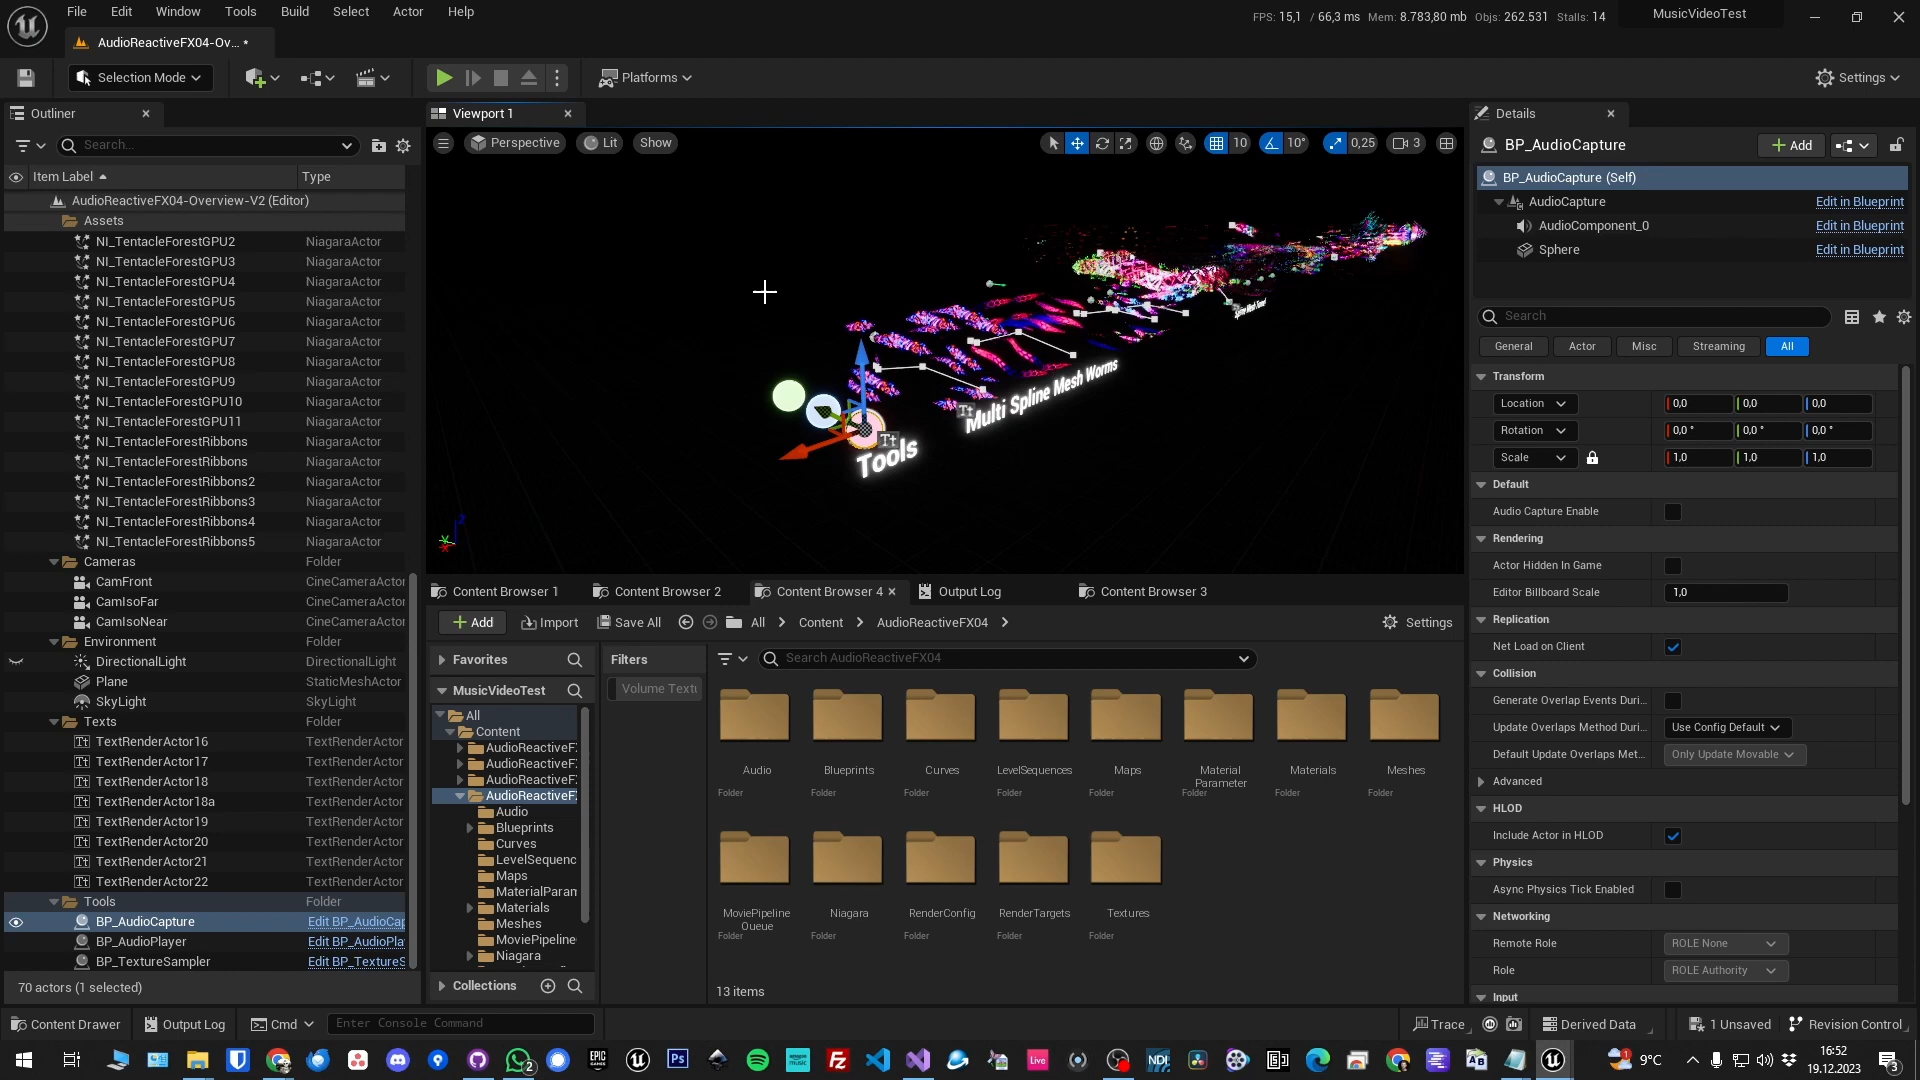 File Edit Window Tools Build Select Actor Help
FPS: 15,1 / 66,3 ms Mem: 8.783,80 mb Objs: 262.531 Stalls: 14
MusicVideoTest
AudioReactiveFX04-Ov... •
Selection Mode
Platforms
Settings
Outliner
Search...
Item Label Type
AudioReactiveFX04-Overview-V2 (Editor)
Assets
NI_TentacleForestGPU2 NiagaraActor
NI_TentacleForestGPU3 NiagaraActor
NI_TentacleForestGPU4 NiagaraActor
NI_TentacleForestGPU5 NiagaraActor
NI_TentacleForestGPU6 NiagaraActor
NI_TentacleForestGPU7 NiagaraActor
NI_TentacleForestGPU8 NiagaraActor
NI_TentacleForestGPU9 NiagaraActor
NI_TentacleForestGPU10 NiagaraActor
NI_TentacleForestGPU11 NiagaraActor
NI_TentacleForestRibbons NiagaraActor
NI_TentacleForestRibbons NiagaraActor
NI_TentacleForestRibbons2 NiagaraActor
NI_TentacleForestRibbons3 NiagaraActor
NI_TentacleForestRibbons4 NiagaraActor
NI_TentacleForestRibbons5 NiagaraActor
Cameras Folder
CamFront CineCameraActor
CamIsoFar CineCameraActor
CamIsoNear CineCameraActor
Environment Folder
DirectionalLight DirectionalLight
Plane StaticMeshActor
SkyLight SkyLight
Texts Folder
TextRenderActor16 TextRenderActor
TextRenderActor17 TextRenderActor
TextRenderActor18 TextRenderActor
TextRenderActor18a TextRenderActor
TextRenderActor19 TextRenderActor
TextRenderActor20 TextRenderActor
TextRenderActor21 TextRenderActor
TextRenderActor22 TextRenderActor
Tools Folder
BP_AudioCapture Edit BP_AudioCap
BP_AudioPlayer Edit BP_AudioPla
BP_TextureSampler Edit BP_TextureS
70 actors (1 selected)
Viewport 1
Perspective Lit Show
10 10° 0,25 3
Multi Spline Mesh Worms
Tools
Content Browser 1
Content Browser 2
Content Browser 4
Output Log
Content Browser 3
Add Import Save All All > Content > AudioReactiveFX04 > Settings
Favorites
MusicVideoTest
All
Content
AudioReactiveF
AudioReactiveF
AudioReactiveF
AudioReactiveF
Audio
Blueprints
Curves
LevelSequenc
Maps
MaterialParam
Materials
Meshes
MoviePipeline
Niagara
Collections
Filters
Volume Textu
Search AudioReactiveFX04
Audio Blueprints Curves LevelSequences Maps Material Parameter Materials Meshes
Folder Folder Folder Folder Folder Folder Folder Folder
MoviePipeline Queue Niagara RenderConfig RenderTargets Textures
Folder Folder Folder Folder Folder
13 items
Details
BP_AudioCapture
Add
BP_AudioCapture (Self)
AudioCapture Edit in Blueprint
AudioComponent_0 Edit in Blueprint
Sphere Edit in Blueprint
Search
General Actor Misc Streaming All
Transform
Location 0,0 0,0 0,0
Rotation 0,0 ° 0,0 ° 0,0 °
Scale 1,0 1,0 1,0
Default
Audio Capture Enable
Rendering
Actor Hidden In Game
Editor Billboard Scale 1,0
Replication
Net Load on Client
Collision
Generate Overlap Events Duri...
Update Overlaps Method Duri... Use Config Default
Default Update Overlaps Met... Only Update Movable
Advanced
HLOD
Include Actor in HLOD
Physics
Async Physics Tick Enabled
Networking
Remote Role ROLE None
Role ROLE Authority
Input
Content Drawer Output Log Cmd Enter Console Command
Trace Derived Data 1 Unsaved Revision Control
9°C
16:52
19.12.2023